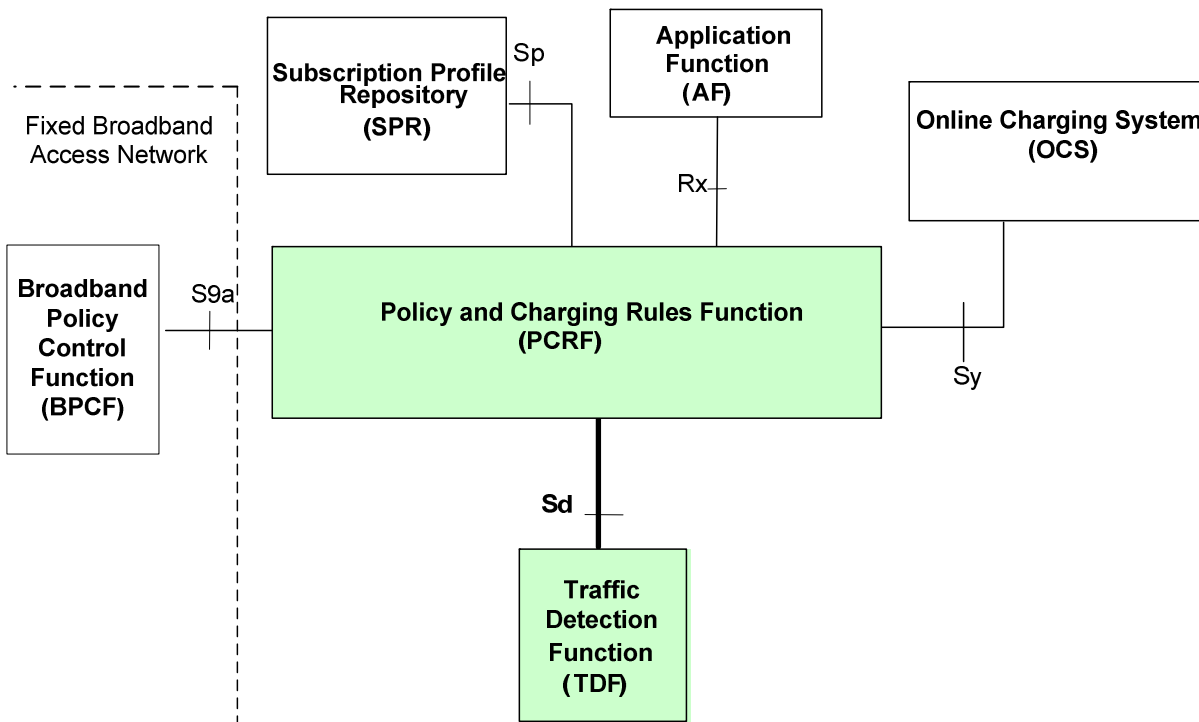 Sp
Subscription Profile
Repository
(SPR)
Application
Function
(AF)
Online Charging System
(OCS)
Fixed Broadband
Access Network
Rx
Broadband
Policy
Control
Function
(BPCF)
S9a
Policy and Charging Rules Function
(PCRF)
Sy
Sd
Traffic
Detection
Function
(TDF)